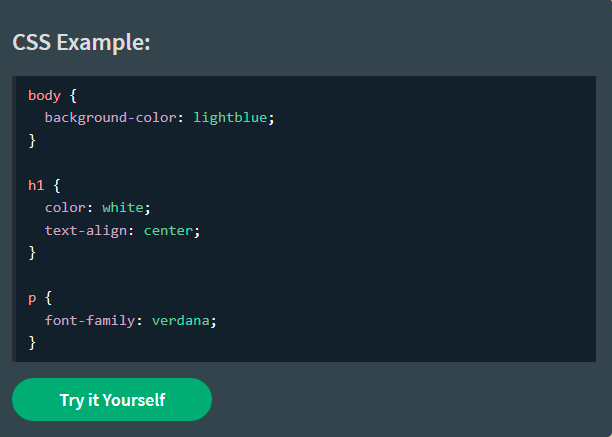 CSS Example:
body {
  background-color: lightblue;
}
h1 {
  color: white;
  text-align: center;
}
p {
  font-family: verdana;
}
Try it Yourself